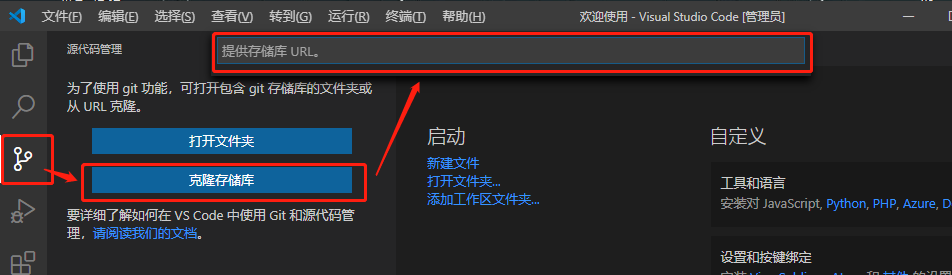 文件(F) 编辑(E) 选择(S) 查看(V) 转到(G) 运行(R) 终端(T) 帮助(H) 欢迎使用 - Visual Studio Code [管理员]
源代码管理
提供存储库 URL。
为了使用 git 功能，可打开包含 git 存储库的文件夹或
从 URL 克隆。
打开文件夹
克隆存储库
要详细了解如何在 VS Code 中使用 Git 和源代码管
理，请阅读我们的文档。
启动
新建文件
打开文件夹...
添加工作区文件夹...
自定义
工具和语言
安装对 JavaScript, Python, PHP, Azure, D
设置和按键绑定